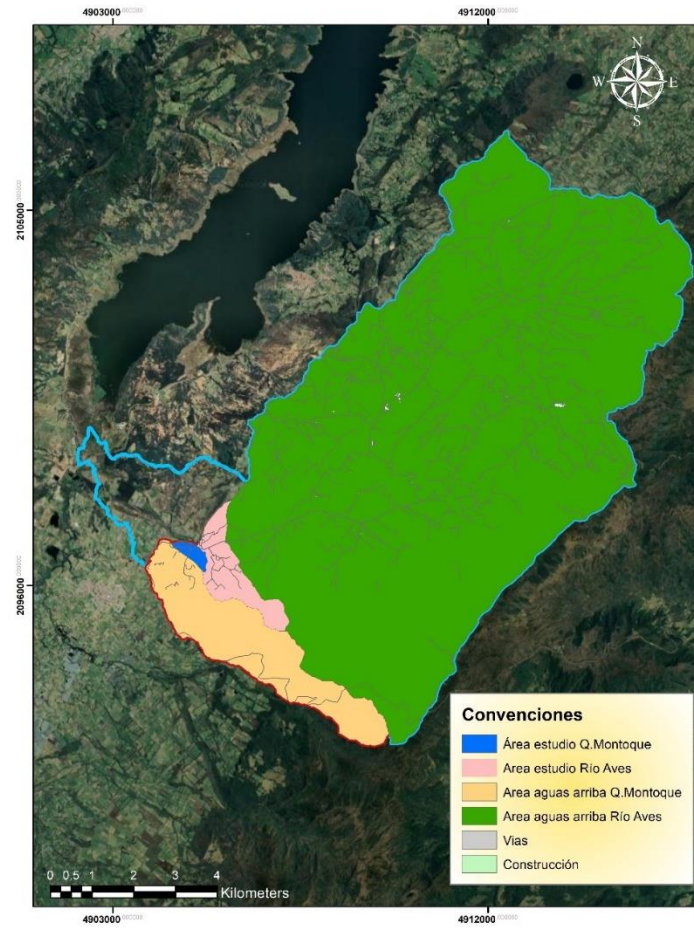 4903000
4912000
N
W E
S
2105000
2096000
Convenciones
Área estudio Q.Montoque
Area estudio Río Aves
Area aguas arriba Q.Montoque
Area aguas arriba Río Aves
Vias
Construcción
0 0.5 1 2 3 4
Kilometers
4903000
4912000